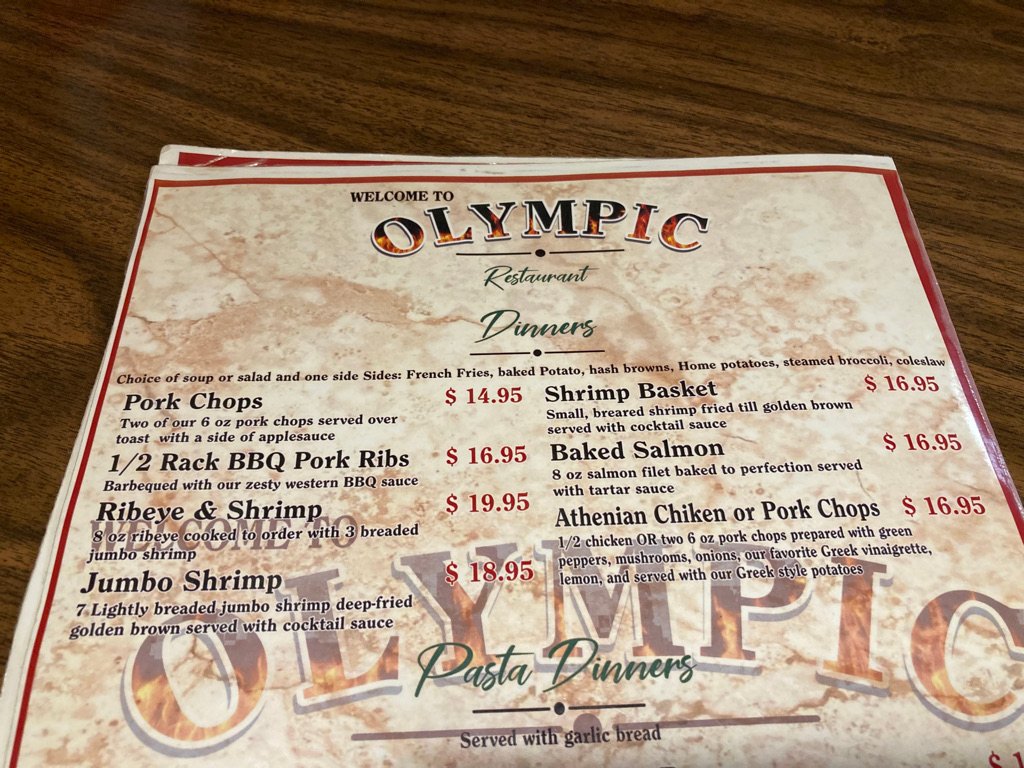 WELCOME TO
OLYMPIC
Restaurant
Dinners
Choice of soup or salad and one side Sides: French Fries, baked Potato, hash browns, Home potatoes, steamed broccoli, coleslaw
Pork Chops $ 14.95
Two of our 6 oz pork chops served over
toast with a side of applesauce
1/2 Rack BBQ Pork Ribs $ 16.95
Barbequed with our zesty western BBQ sauce
Ribeye & Shrimp $ 19.95
8 oz ribeye cooked to order with 3 breaded
jumbo shrimp
Jumbo Shrimp $ 18.95
7 Lightly breaded jumbo shrimp deep-fried
golden brown served with cocktail sauce
Shrimp Basket $ 16.95
Small, breared shrimp fried till golden brown
served with cocktail sauce
Baked Salmon $ 16.95
8 oz salmon filet baked to perfection served
with tartar sauce
Athenian Chiken or Pork Chops $ 16.95
1/2 chicken OR two 6 oz pork chops prepared with green
peppers, mushrooms, onions, our favorite Greek vinaigrette,
lemon, and served with our Greek style potatoes
WELCOME TO
OLYMPIC
Pasta Dinners
Served with garlic bread